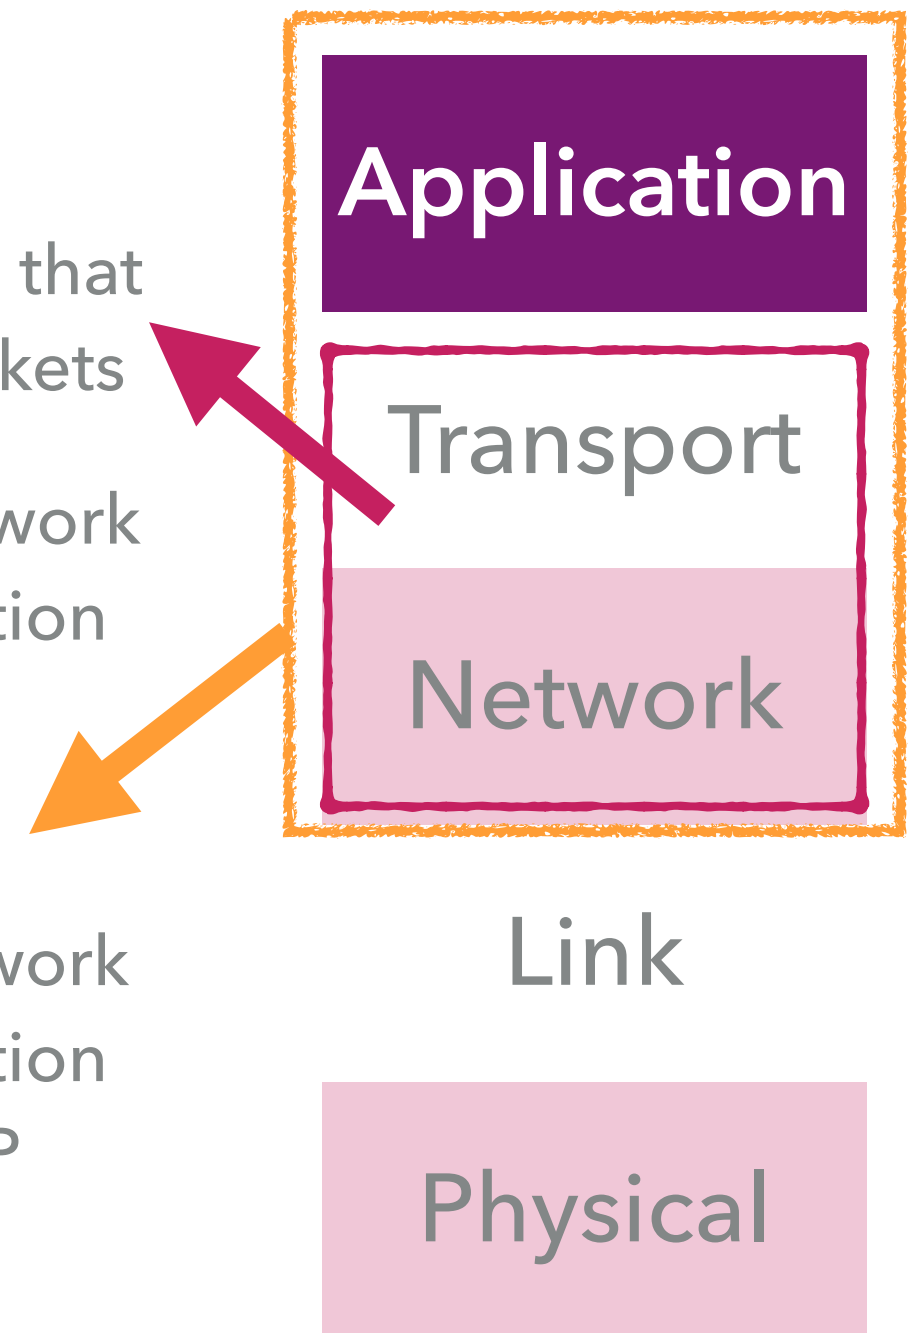 that
kets
work
tion
work
tion
P
Application
Transport
Network
Link
Physical